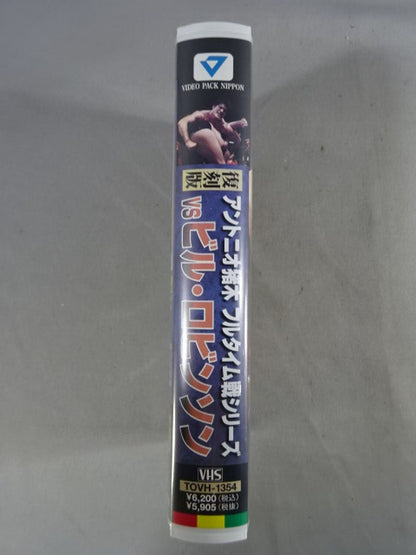 VIDEO PACK NIPPON
復刻版
アントニオ猪木 フルタイム戦シリーズ
vsビル・ロビンソン
VHS
TOVH-1354
¥6,200(税込)
¥5,905(税抜)